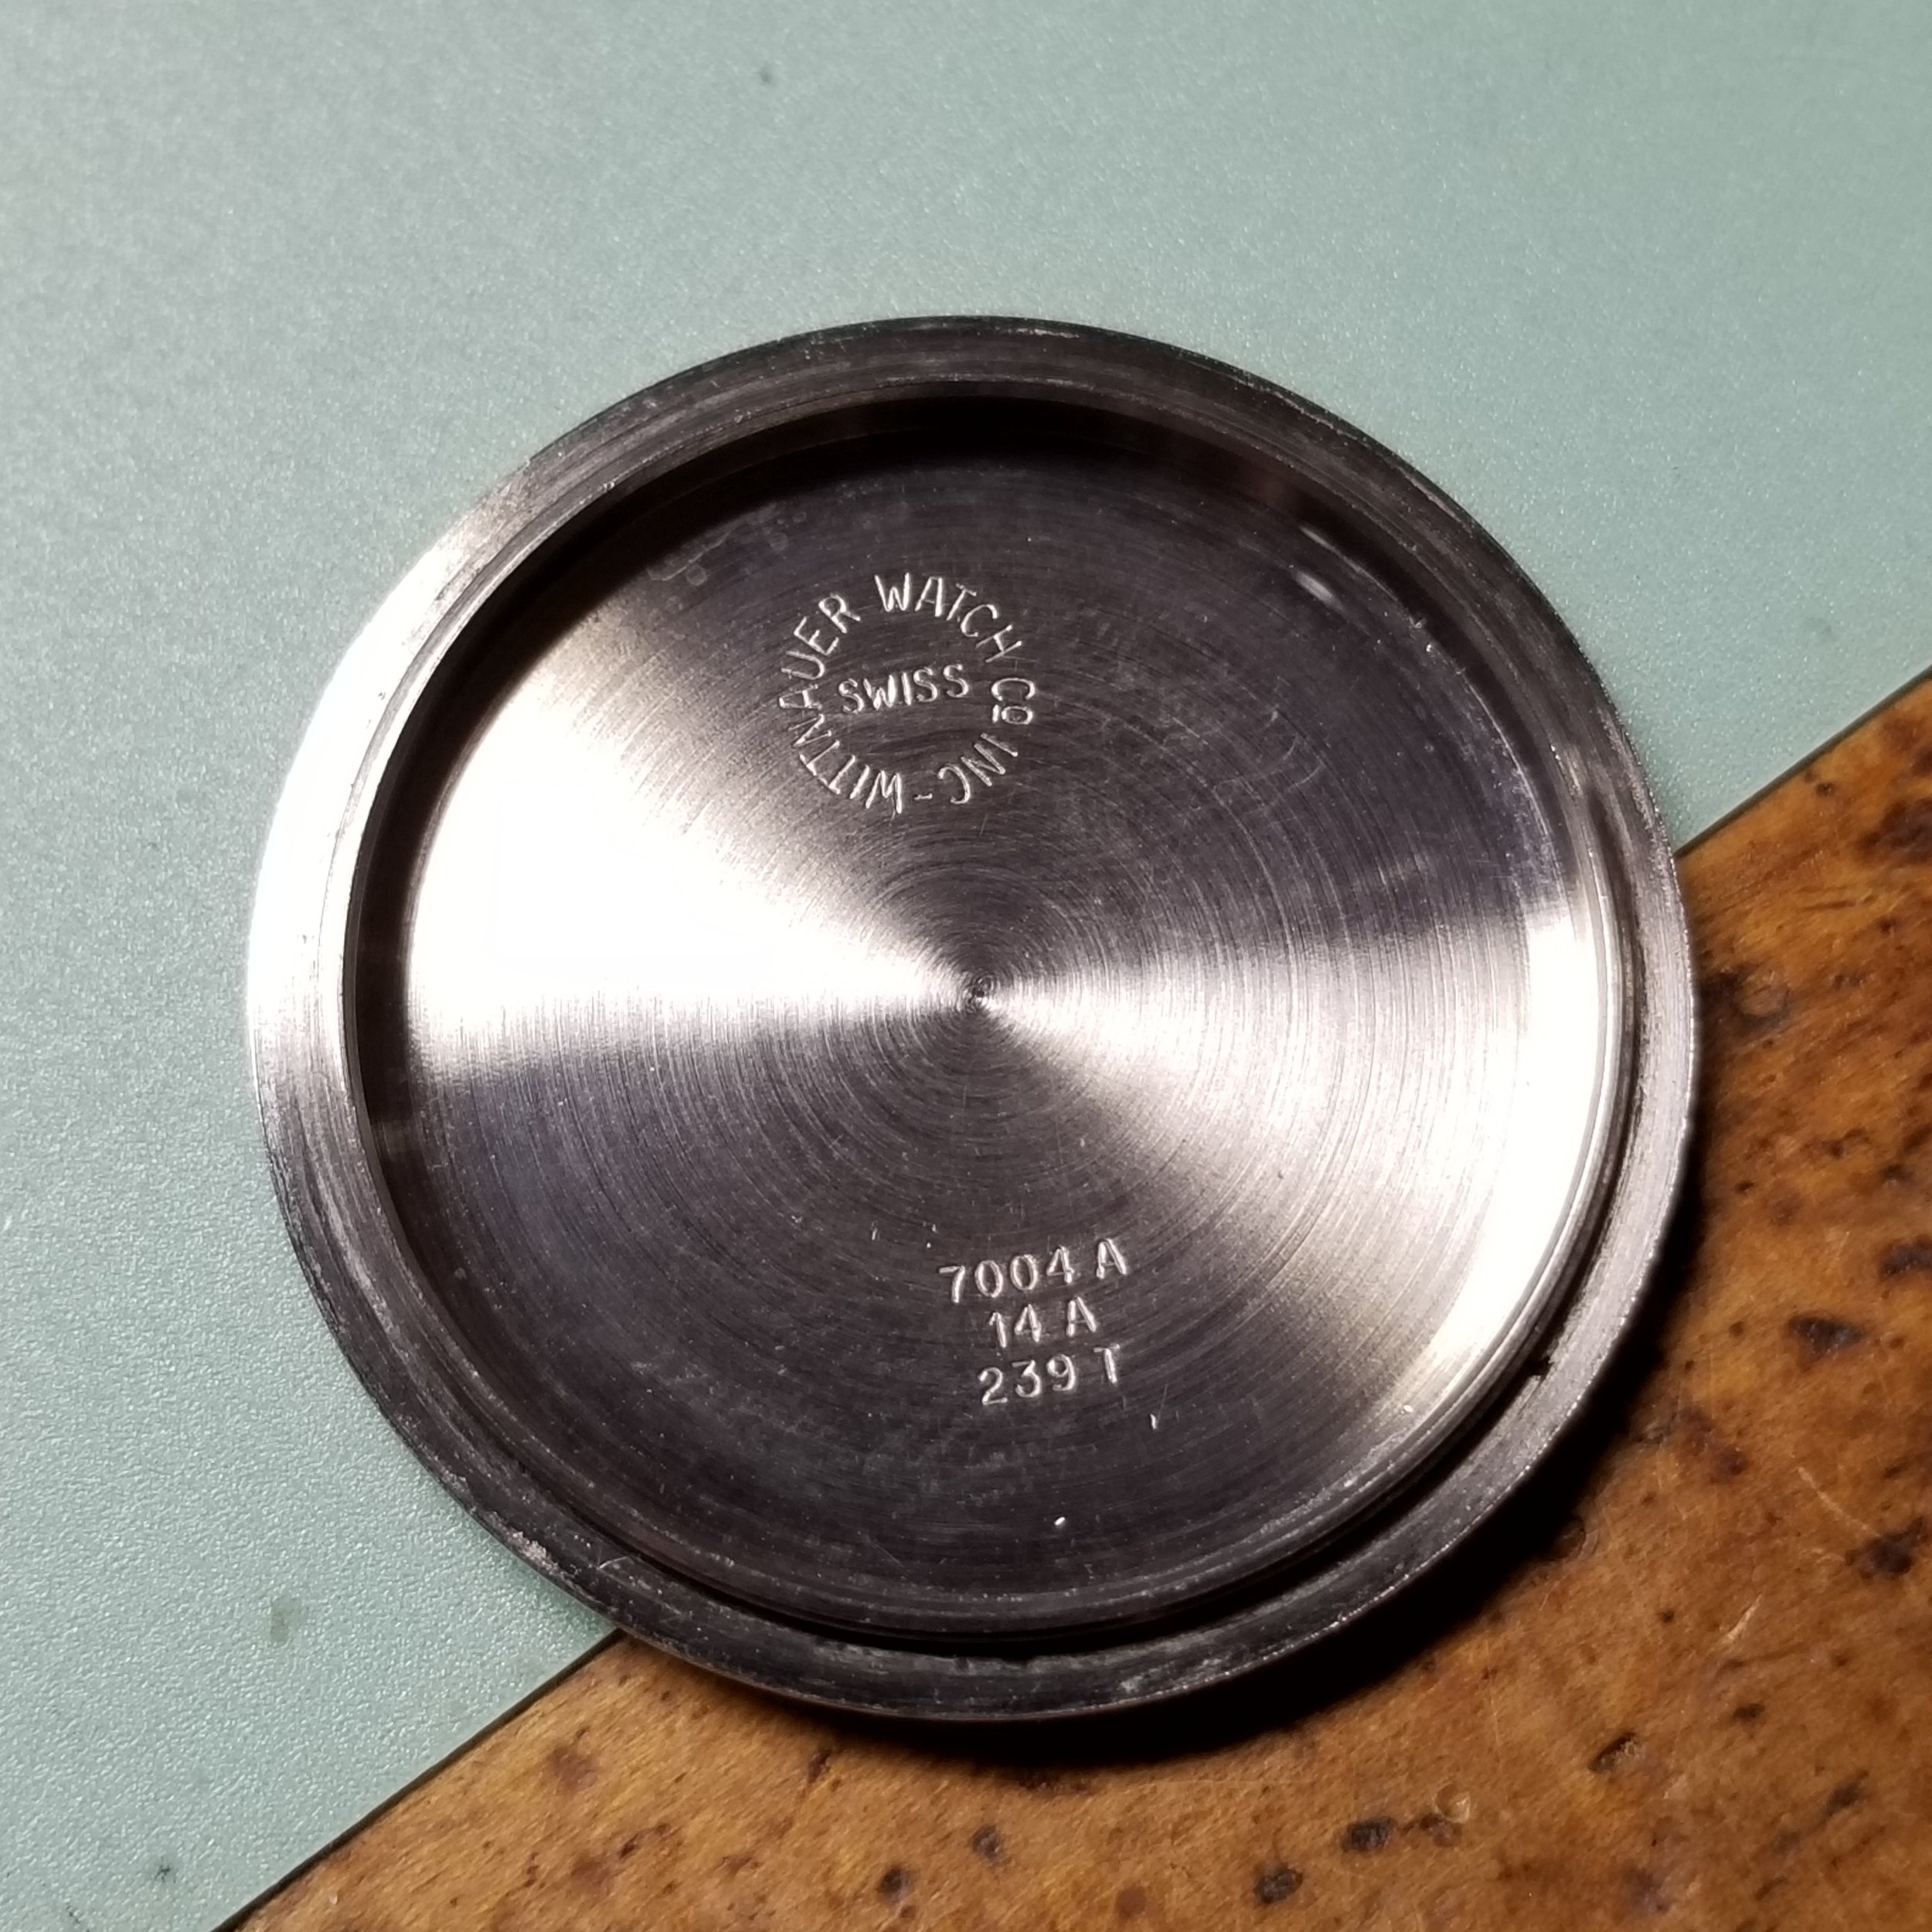 WITTNAUER WATCH Co INC-
SWISS
7004 A
14 A
239 T